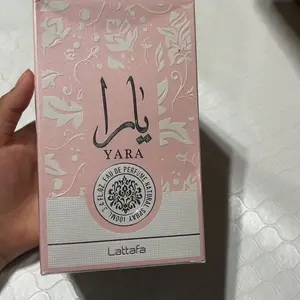 يارا
YARA
EAU DE PERFUME NATURAL SPRAY 100ML. 3.4 FL.OZ.
Lattafa